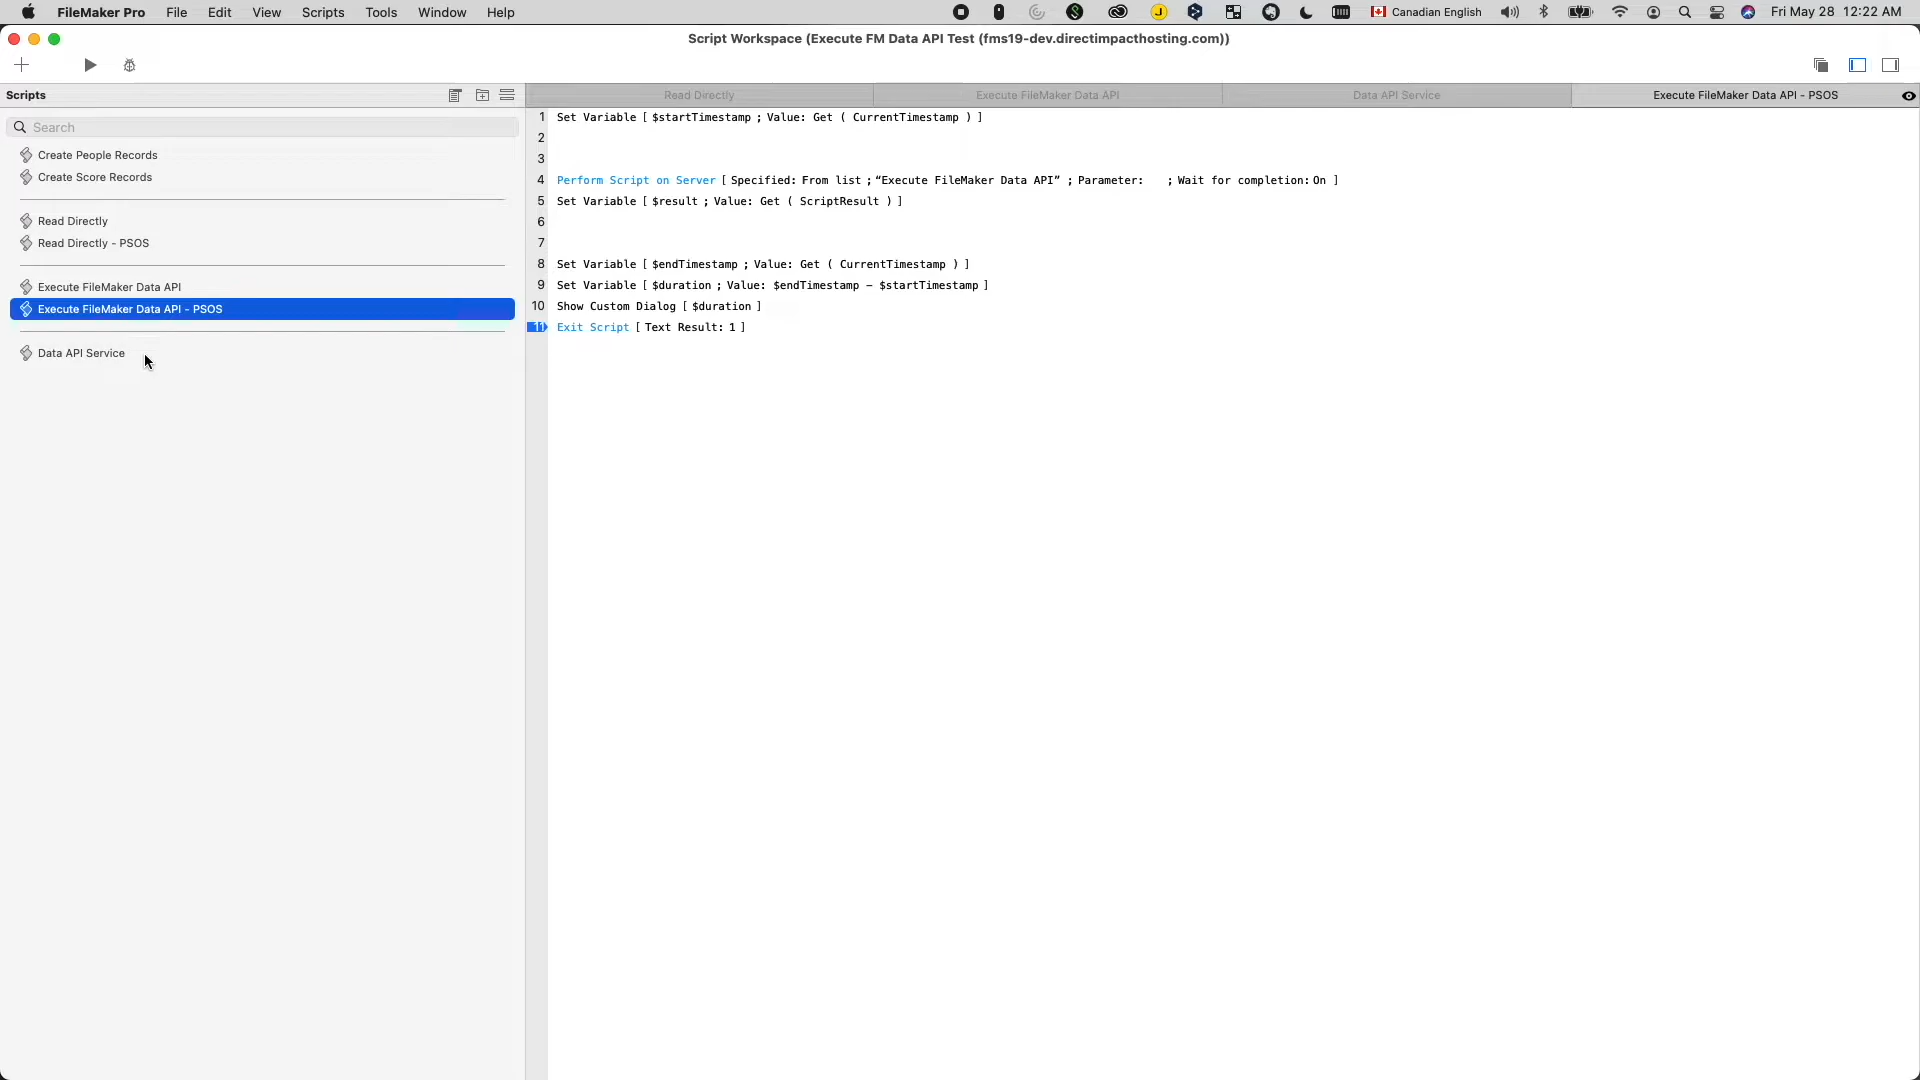 FileMaker Pro File Edit View Scripts Tools Window Help Canadian English Fri May 28 12:22 AM
Script Workspace (Execute FM Data API Test (fms19-dev.directimpacthosting.com))
Scripts
Read Directly
Execute FileMaker Data API
Data API Service
Execute FileMaker Data API - PSOS
Search
Create People Records
Create Score Records
Read Directly
Read Directly - PSOS
Execute FileMaker Data API
Execute FileMaker Data API - PSOS
Data API Service
1 Set Variable [ $startTimestamp ; Value: Get ( CurrentTimestamp ) ]
2
3
4 Perform Script on Server [ Specified: From list ; “Execute FileMaker Data API” ; Parameter: ; Wait for completion: On ]
5 Set Variable [ $result ; Value: Get ( ScriptResult ) ]
6
7
8 Set Variable [ $endTimestamp ; Value: Get ( CurrentTimestamp ) ]
9 Set Variable [ $duration ; Value: $endTimestamp − $startTimestamp ]
10 Show Custom Dialog [ $duration ]
11 Exit Script [ Text Result: 1 ]